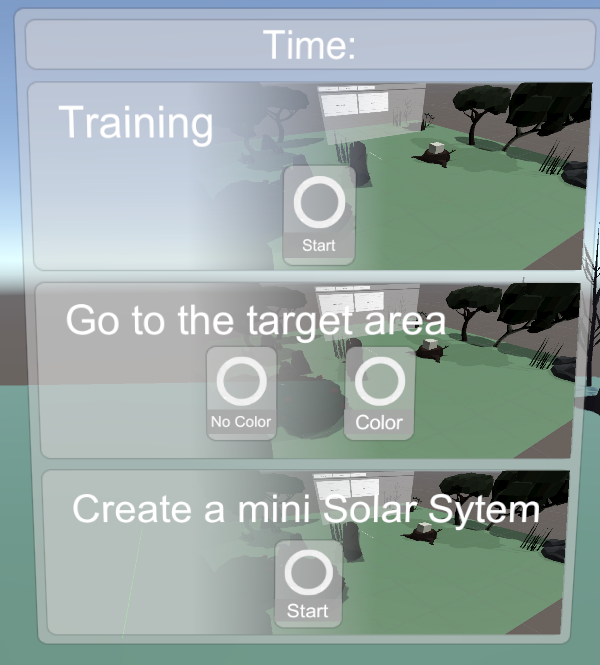 Time:
Training
Start
Go to the target area
No Color
Color
Create a mini Solar Sytem
Start